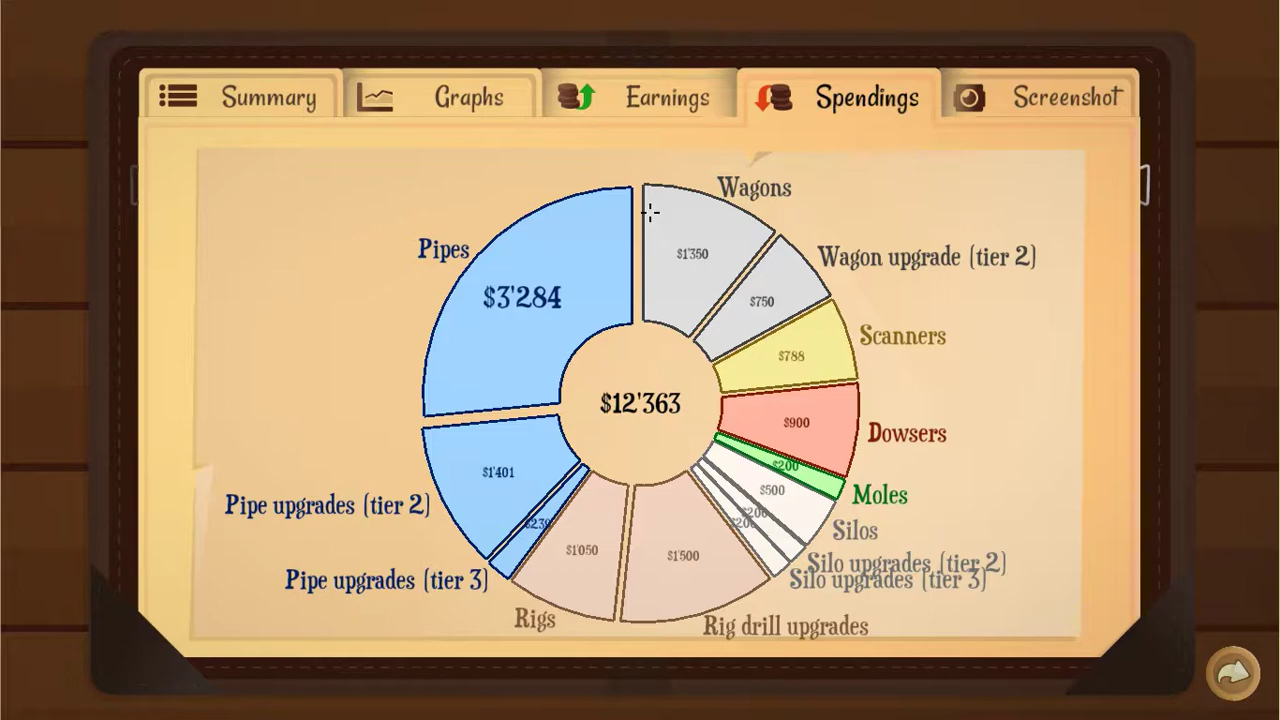 Summary
Graphs
Earnings
Spendings
Screenshot
Wagons
Pipes
$3'284
$1'350
Wagon upgrade (tier 2)
$750
Scanners
$788
$12'363
$900
Dowsers
$200
Moles
$1'401
$500
Pipe upgrades (tier 2)
$200
$200
Silos
$1'050
$1'500
Silo upgrades (tier 2)
Pipe upgrades (tier 3)
Silo upgrades (tier 3)
Rigs
Rig drill upgrades